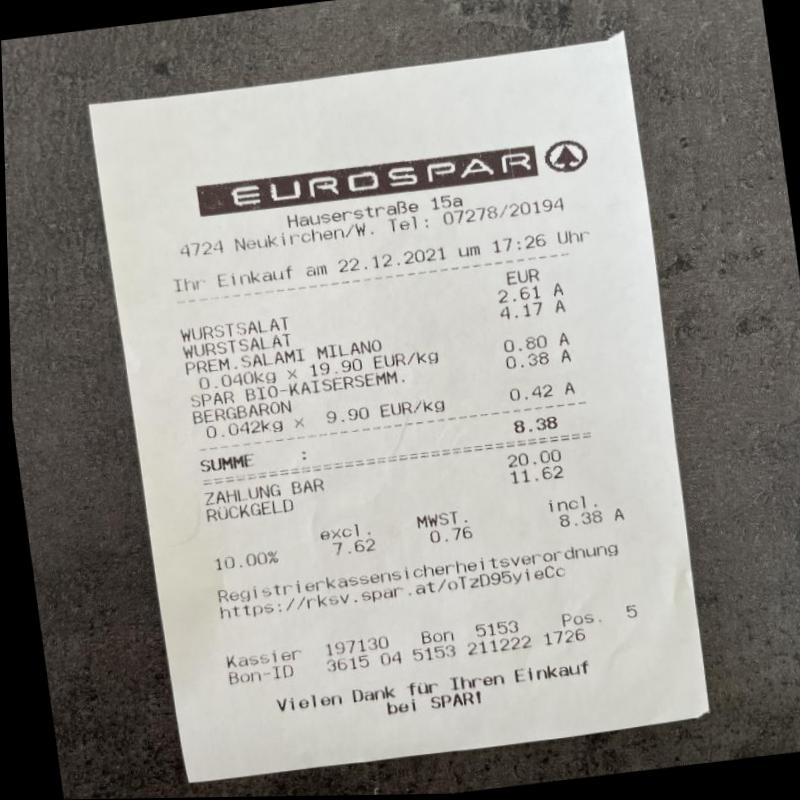 EUROSPAR
Hauserstraße 15a
4724 Neukirchen/W. Tel: 07278/20194
Ihr Einkauf am 22.12.2021 um 17:26 Uhr
EUR
WURSTSALAT 2.61 A
WURSTSALAT 4.17 A
PREM.SALAMI MILANO
0.040kg x 19.90 EUR/kg 0.80 A
SPAR BIO-KAISERSEMM. 0.38 A
BERGBARON
0.042kg x 9.90 EUR/kg 0.42 A
SUMME : 8.38
ZAHLUNG BAR 20.00
RÜCKGELD 11.62
excl. MWST. incl.
10.00% 7.62 0.76 8.38 A
Registrierkassensicherheitsverordnung
https://rksv.spar.at/oTzD95yieCc
Kassier 197130 Bon 5153 Pos. 5
Bon-ID 3615 04 5153 211222 1726
Vielen Dank für Ihren Einkauf
bei SPAR!